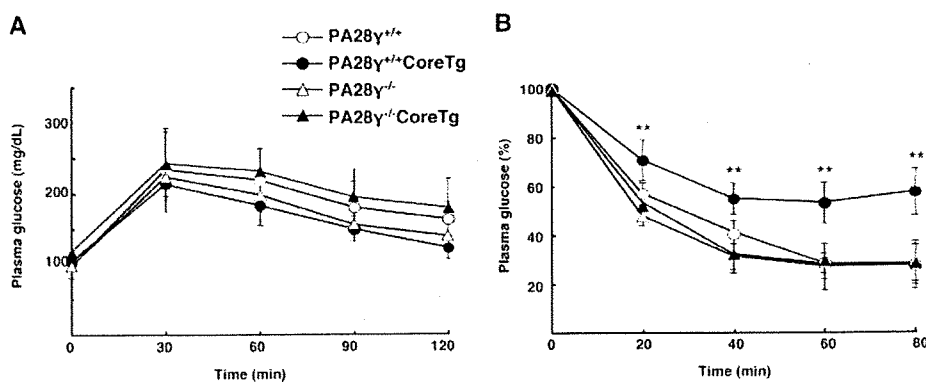 A
PA28γ+/+
PA28γ+/+CoreTg
PA28γ-/-
PA28γ-/-CoreTg
Plasma glucose (mg/dL)
300
200
100
0
30
60
90
120
Time (min)
B
Plasma glucose (%)
100
80
60
40
20
0
**
**
**
**
0
20
40
60
80
Time (min)